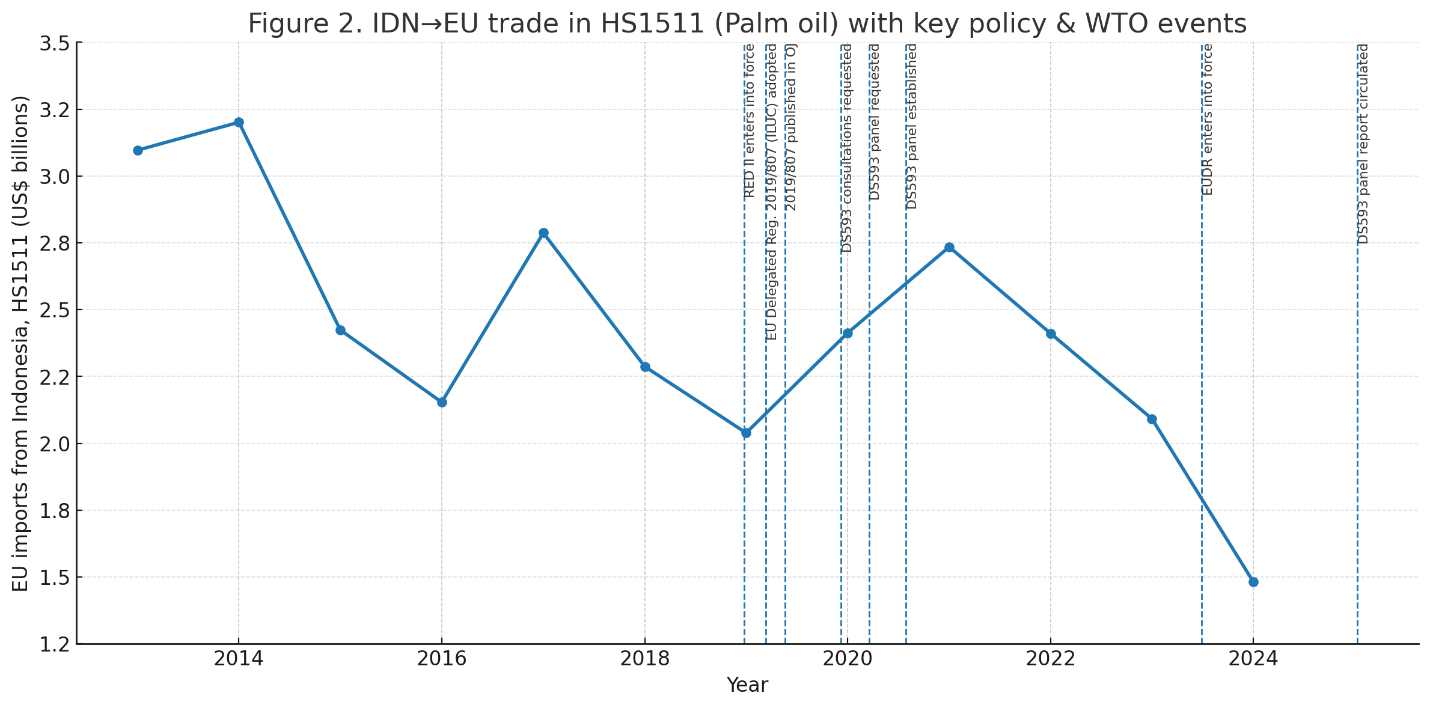 Figure 2. IDN→EU trade in HS1511 (Palm oil) with key policy & WTO events
EU imports from Indonesia, HS1511 (US$ billions)
3.5
3.2
3.0
2.8
2.5
2.2
2.0
1.8
1.5
1.2
RED II enters into force
EU Delegated Reg. 2019/807 (ILUC) adopted
2019/807 published in OJ
DS593 consultations requested
DS593 panel requested
DS593 panel established
EUDR enters into force
DS593 panel report circulated
2014 2016 2018 2020 2022 2024
Year